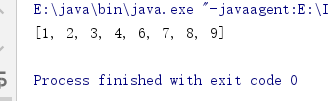 E:\java\bin\java.exe "-javaagent:E:\I
[1, 2, 3, 4, 6, 7, 8, 9]
Process finished with exit code 0